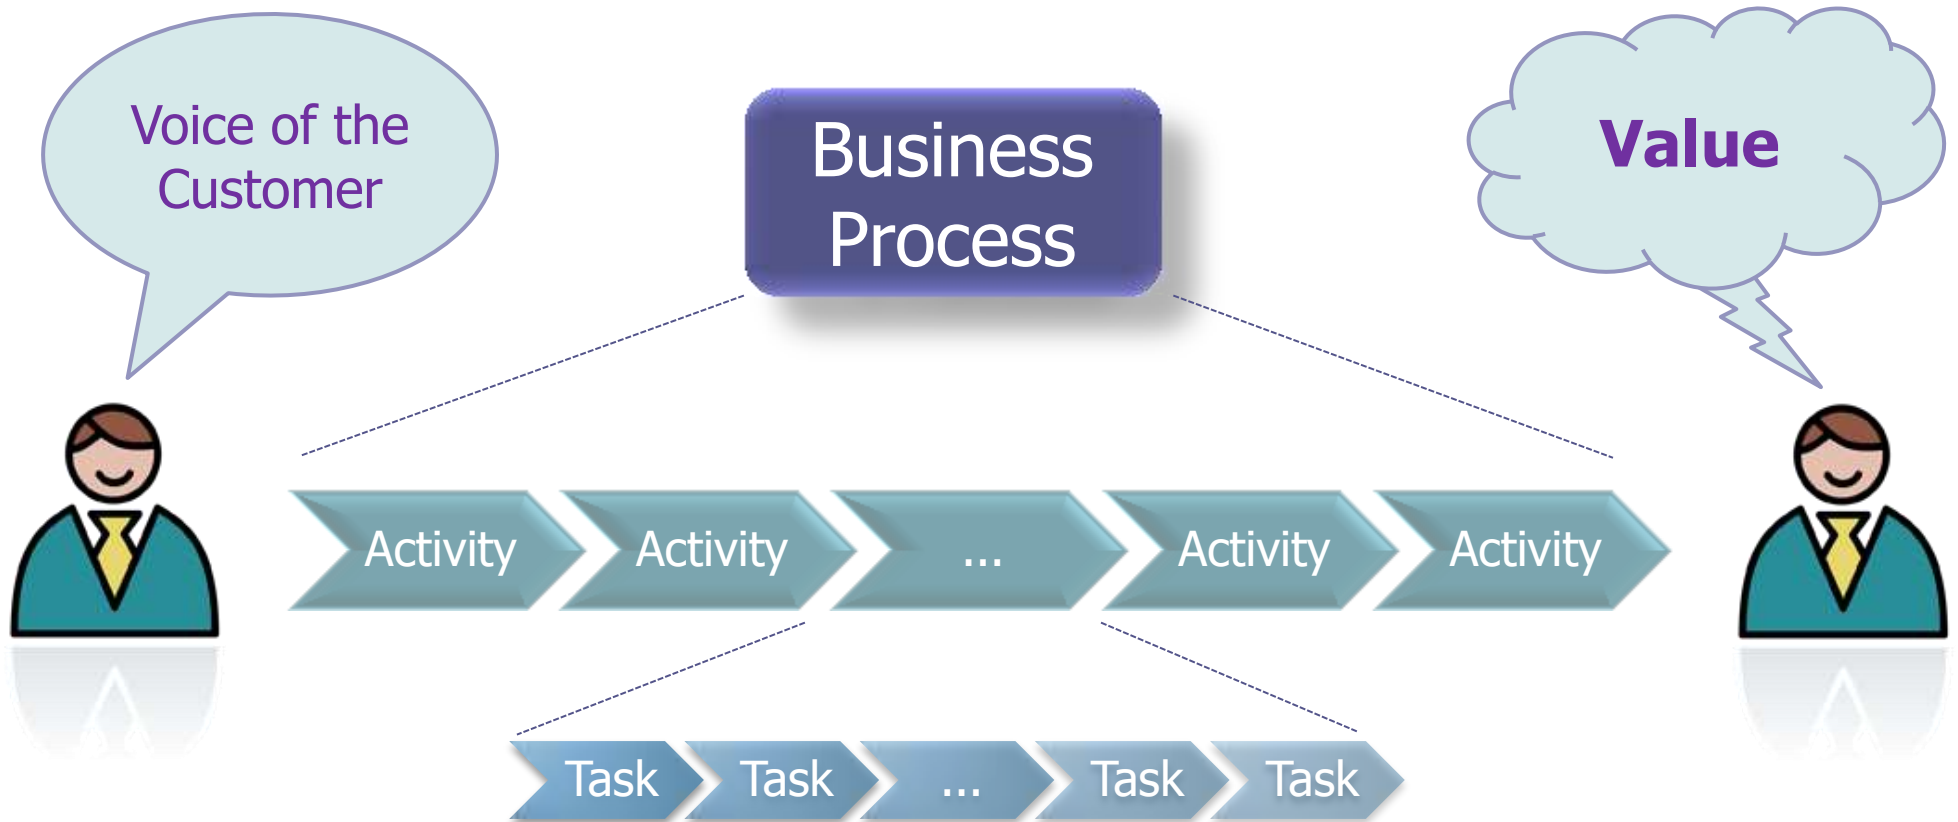 Voice of the
Customer
Business
Process
Value
Activity
Activity
...
Activity
Activity
Task
Task
...
Task
Task